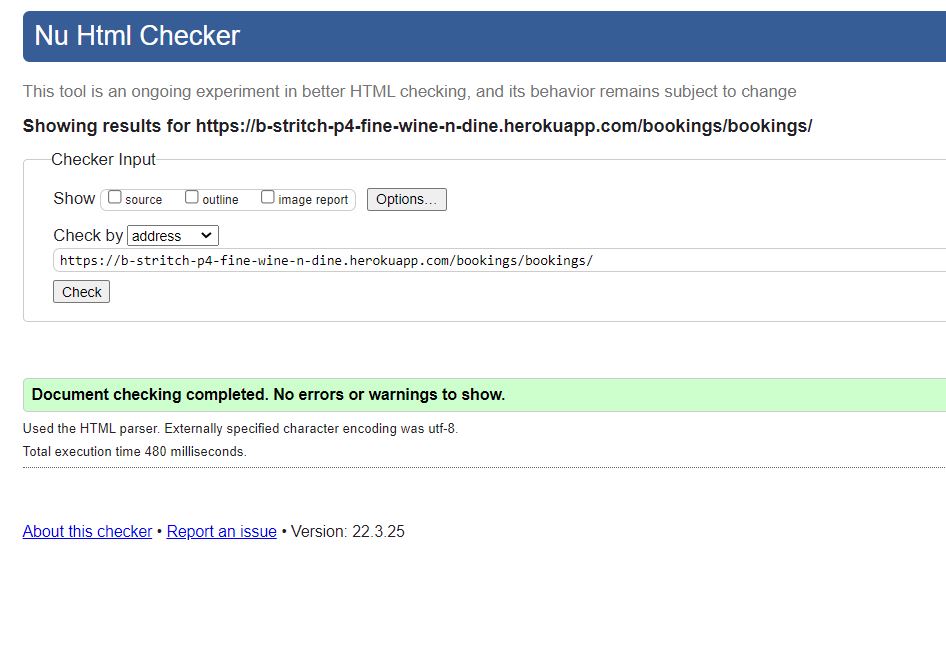 Nu Html Checker
This tool is an ongoing experiment in better HTML checking, and its behavior remains subject to change
Showing results for https://b-stritch-p4-fine-wine-n-dine.herokuapp.com/bookings/bookings/
Checker Input
Show source outline image report Options...
Check by address
https://b-stritch-p4-fine-wine-n-dine.herokuapp.com/bookings/bookings/
Check
Document checking completed. No errors or warnings to show.
Used the HTML parser. Externally specified character encoding was utf-8.
Total execution time 480 milliseconds.
About this checker • Report an issue • Version: 22.3.25